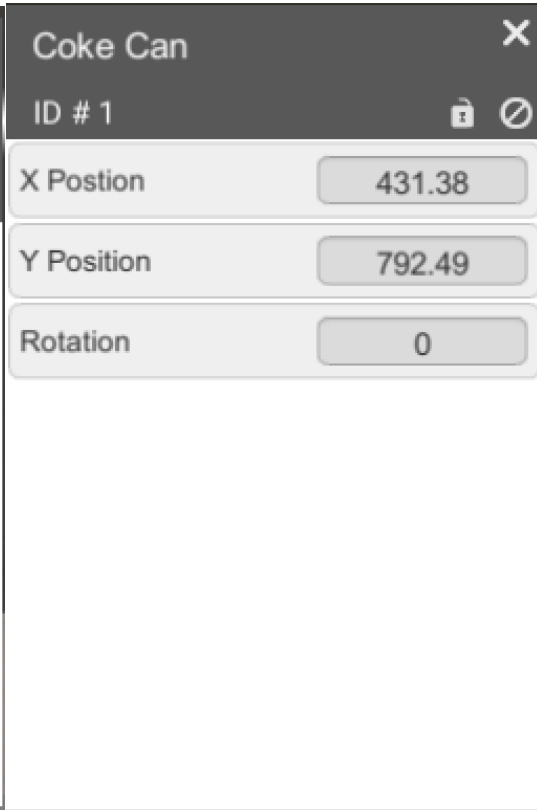 Coke Can
ID # 1
X Postion 431.38
Y Position 792.49
Rotation 0